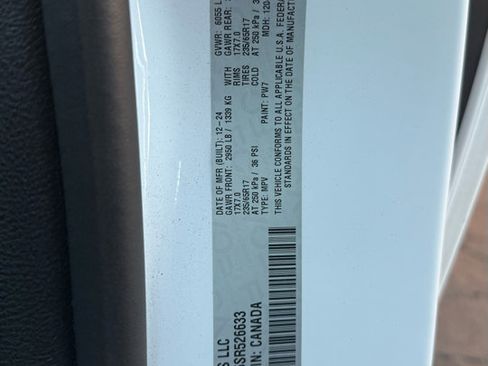 S LLC
SR526633
IN: CANADA
DATE OF MFR (BUILT): 12-24 GVWR: 6055 L
GAWR FRONT: 2950 LB / 1339 KG WITH GAWR REAR:
17X7.0 RIMS 17X7.0
235/65R17 TIRES 235/65R17
AT 250 kPa / 36 PSI COLD AT 250 kPa / 3
TYPE: MPV PAINT: PW7 MDH: 120
THIS VEHICLE CONFORMS TO ALL APPLICABLE U.S.A. FEDERA
STANDARDS IN EFFECT ON THE DATE OF MANUFACT